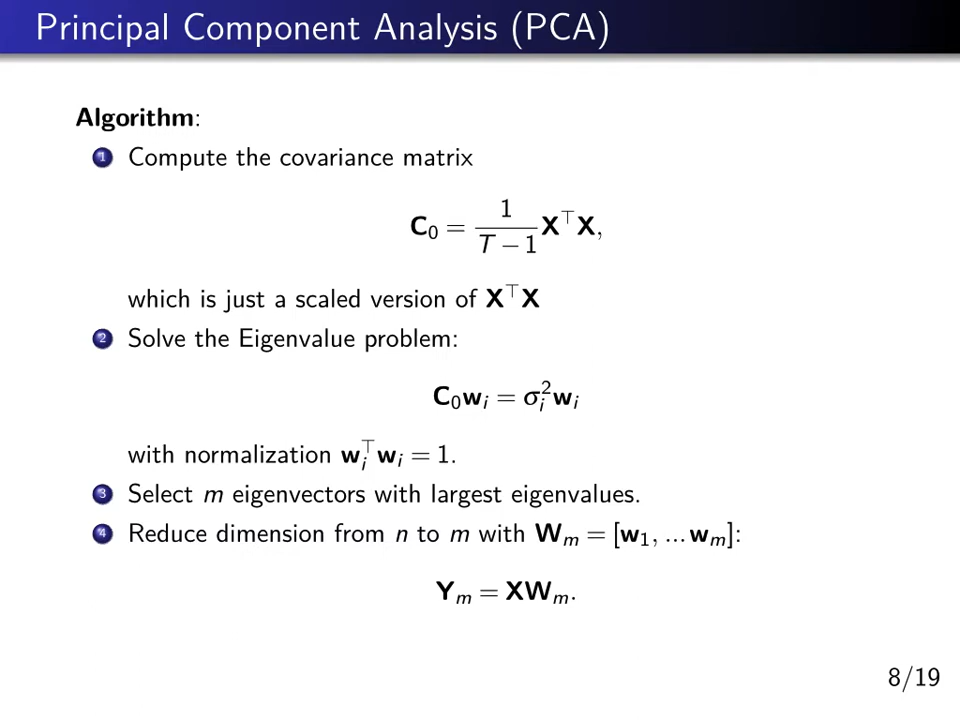 Principal Component Analysis (PCA)
Algorithm:
1 Compute the covariance matrix
C₀ = 1/(T − 1) X⊤X,
which is just a scaled version of X⊤X
2 Solve the Eigenvalue problem:
C₀wᵢ = σᵢ²wᵢ
with normalization wᵢ⊤wᵢ = 1.
3 Select m eigenvectors with largest eigenvalues.
4 Reduce dimension from n to m with Wₘ = [w₁, ...wₘ]:
Yₘ = XWₘ.
8/19